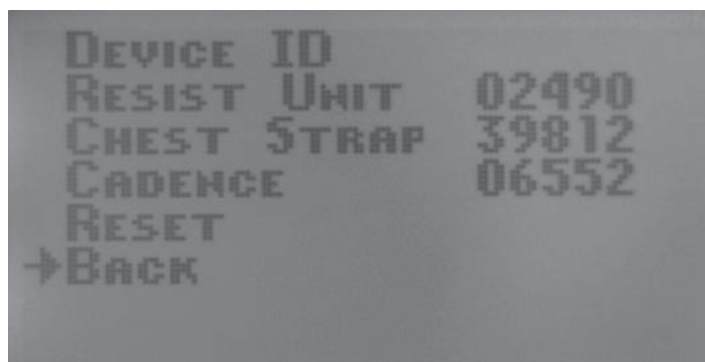 Device ID
Resist Unit 02490
Chest Strap 39812
Cadence 06552
Reset
→Back